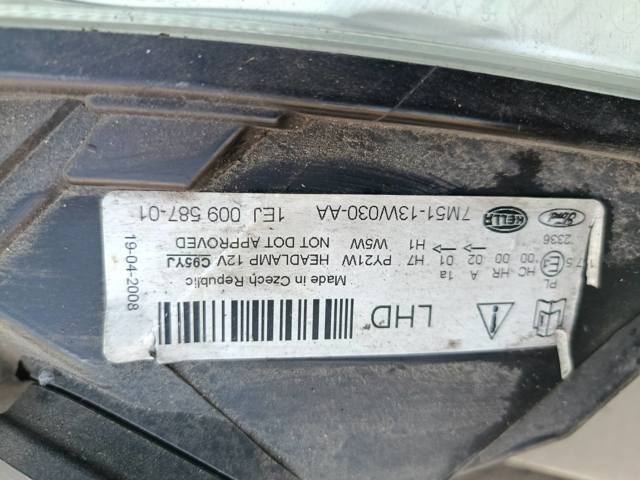 Ford HELLA 7M51-13W030-AA 1EJ 009 587-01
2336 H1 W5W NOT DOT APPROVED
E H7 PY21W HEADLAMP 12V C95YJ
HC HR A 1a
00 00 02 01
PL
Made in Czech Republic
LHD
19-04-2008